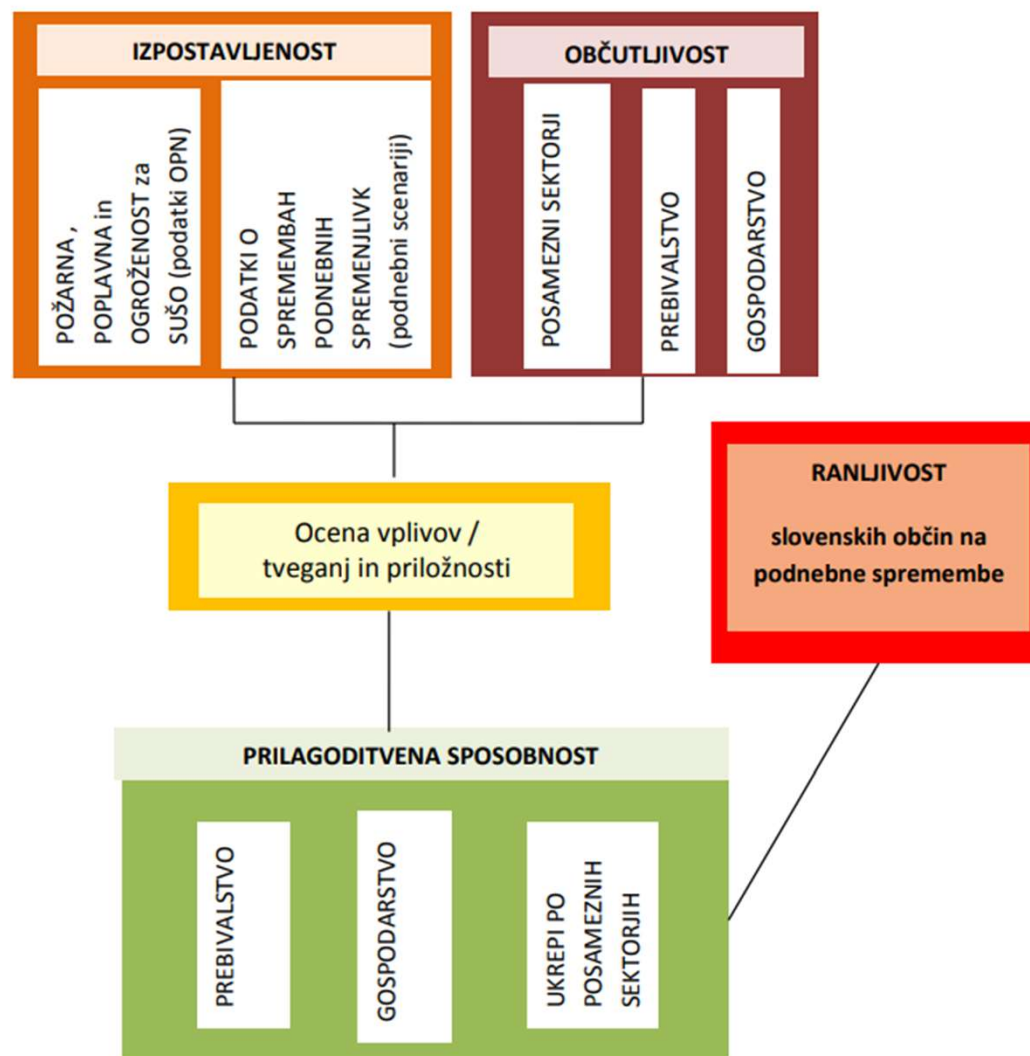 IZPOSTAVLJENOST
POŽARNA ,
POPLAVNA in
OGROŽENOST za
SUŠO (podatki OPN)
PODATKI O
SPREMEMBAH
PODNEBNIH
SPREMENJLIVK
(podnebni scenariji)
OBČUTLJIVOST
POSAMEZNI SEKTORJI
PREBIVALSTVO
GOSPODARSTVO
Ocena vplivov /
tveganj in priložnosti
RANLJIVOST
slovenskih občin na
podnebne spremembe
PRILAGODITVENA SPOSOBNOST
PREBIVALSTVO
GOSPODARSTVO
UKREPI PO
POSAMEZNIH
SEKTORJIH